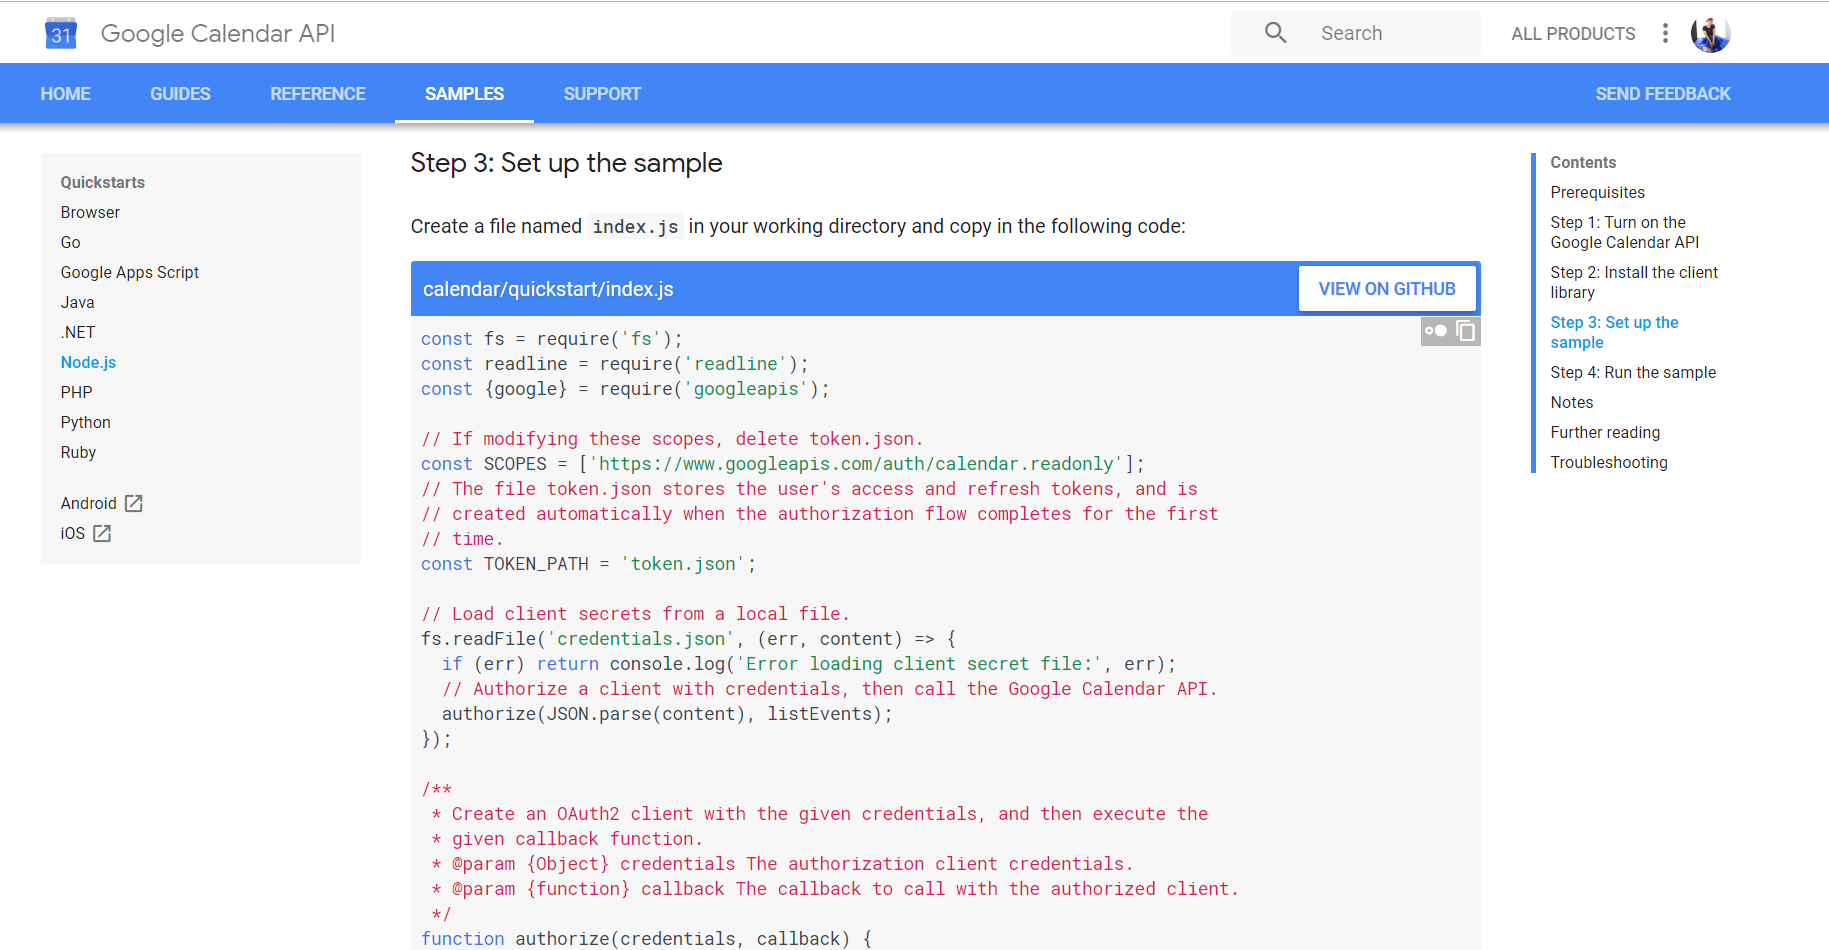 31 Google Calendar API
Search
ALL PRODUCTS
HOME GUIDES REFERENCE SAMPLES SUPPORT SEND FEEDBACK
Quickstarts
Browser
Go
Google Apps Script
Java
.NET
Node.js
PHP
Python
Ruby
Android
iOS
Step 3: Set up the sample
Create a file named index.js in your working directory and copy in the following code:
calendar/quickstart/index.js
VIEW ON GITHUB
const fs = require('fs');
const readline = require('readline');
const {google} = require('googleapis');
// If modifying these scopes, delete token.json.
const SCOPES = ['https://www.googleapis.com/auth/calendar.readonly'];
// The file token.json stores the user's access and refresh tokens, and is
// created automatically when the authorization flow completes for the first
// time.
const TOKEN_PATH = 'token.json';
// Load client secrets from a local file.
fs.readFile('credentials.json', (err, content) => {
  if (err) return console.log('Error loading client secret file:', err);
  // Authorize a client with credentials, then call the Google Calendar API.
  authorize(JSON.parse(content), listEvents);
});
/**
 * Create an OAuth2 client with the given credentials, and then execute the
 * given callback function.
 * @param {Object} credentials The authorization client credentials.
 * @param {function} callback The callback to call with the authorized client.
 */
function authorize(credentials, callback) {
Contents
Prerequisites
Step 1: Turn on the
Google Calendar API
Step 2: Install the client
library
Step 3: Set up the
sample
Step 4: Run the sample
Notes
Further reading
Troubleshooting